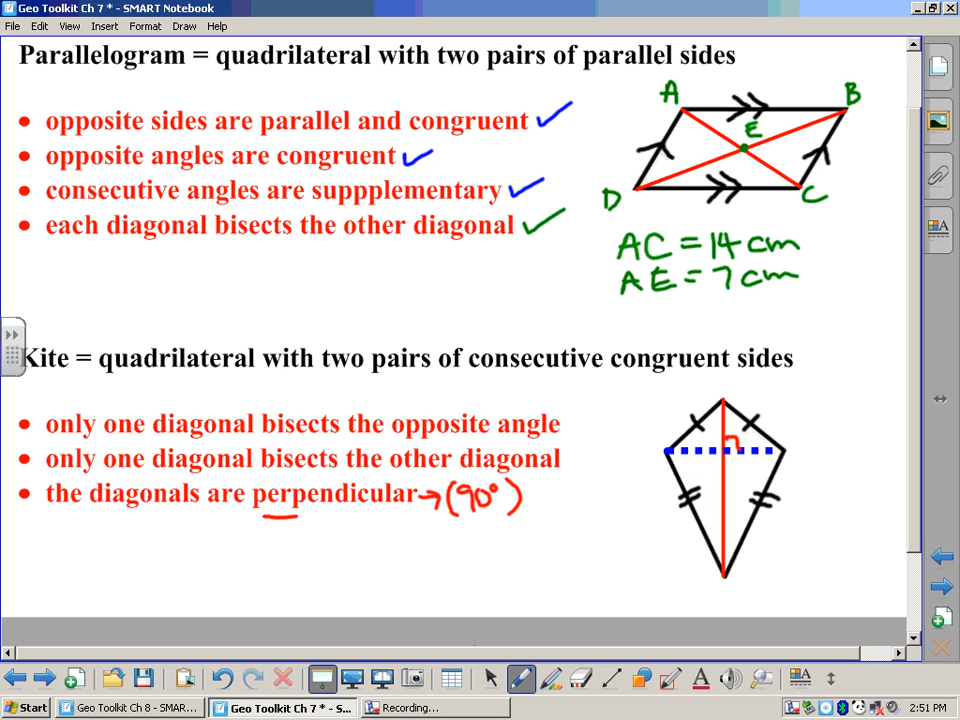 Geo Toolkit Ch 7 * - SMART Notebook
File Edit View Insert Format Draw Help
Parallelogram = quadrilateral with two pairs of parallel sides
• opposite sides are parallel and congruent
• opposite angles are congruent
• consecutive angles are suppplementary
• each diagonal bisects the other diagonal
A B
E
D C
AC = 14 cm
AE = 7 cm
Kite = quadrilateral with two pairs of consecutive congruent sides
• only one diagonal bisects the opposite angle
• only one diagonal bisects the other diagonal
• the diagonals are perpendicular → (90°)
Start Geo Toolkit Ch 8 - SMAR... Geo Toolkit Ch 7 * - S... Recording... 2:51 PM